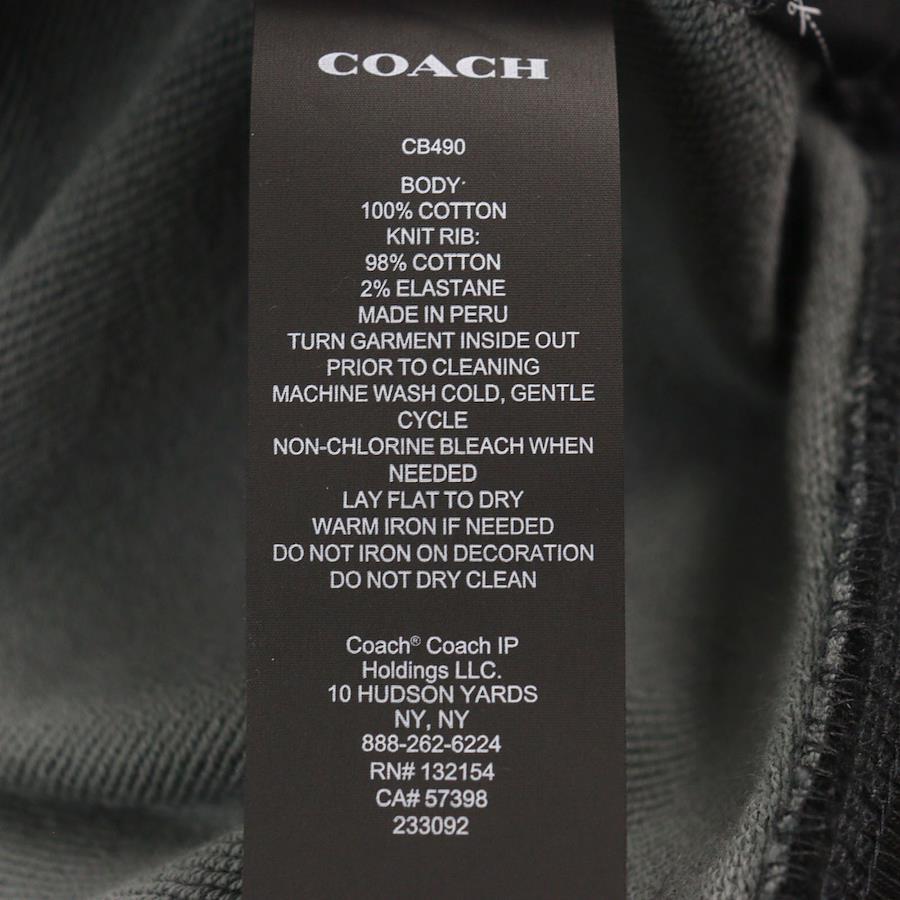 COACH
CB490
BODY:
100% COTTON
KNIT RIB:
98% COTTON
2% ELASTANE
MADE IN PERU
TURN GARMENT INSIDE OUT
PRIOR TO CLEANING
MACHINE WASH COLD, GENTLE
CYCLE
NON-CHLORINE BLEACH WHEN
NEEDED
LAY FLAT TO DRY
WARM IRON IF NEEDED
DO NOT IRON ON DECORATION
DO NOT DRY CLEAN
Coach® Coach IP
Holdings LLC.
10 HUDSON YARDS
NY, NY
888-262-6224
RN# 132154
CA# 57398
233092